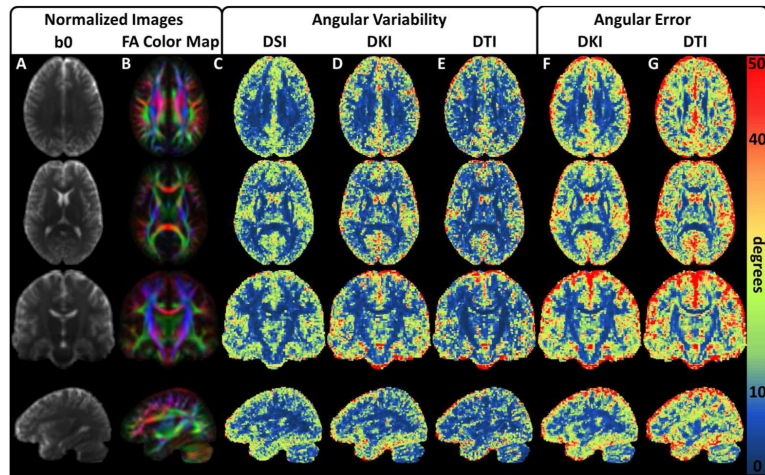 Normalized Images Angular Variability Angular Error
b0 FA Color Map DSI DKI DTI DKI DTI
A B C D E F G
50
40
degrees
10
0